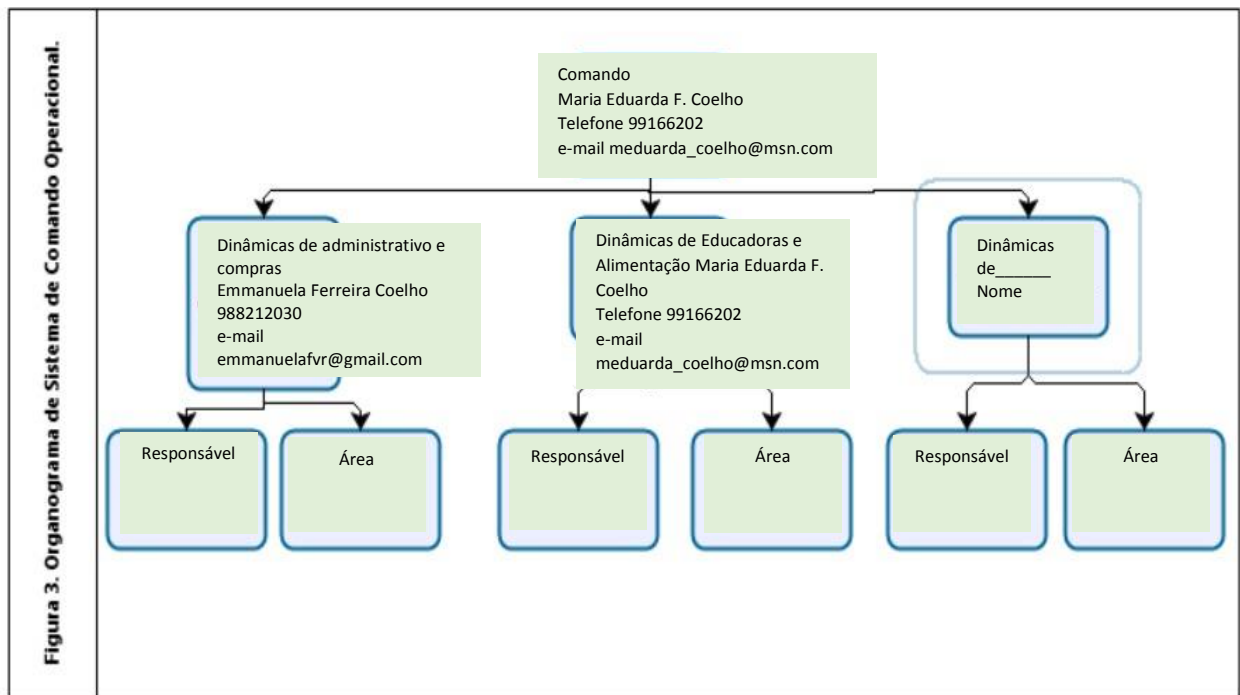 Figura 3. Organograma de Sistema de Comando Operacional.
Comando
Maria Eduarda F. Coelho
Telefone 99166202
e-mail meduarda_coelho@msn.com
Dinâmicas de administrativo e
compras
Emmanuela Ferreira Coelho
988212030
e-mail
emmanuelafvr@gmail.com
Dinâmicas de Educadoras e
Alimentação Maria Eduarda F.
Coelho
Telefone 99166202
e-mail
meduarda_coelho@msn.com
Dinâmicas
de______
Nome
Responsável
Área
Responsável
Área
Responsável
Área